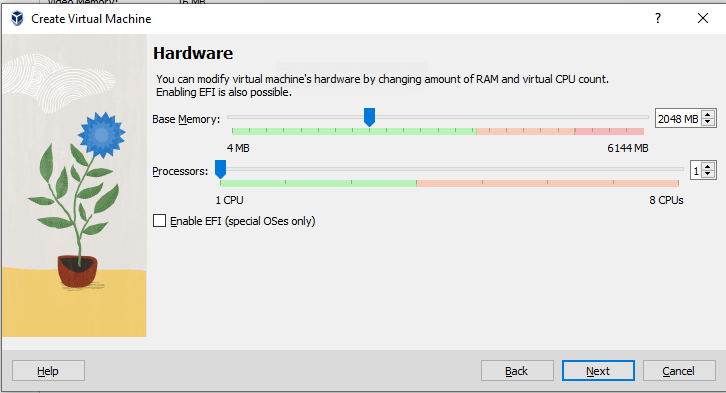 Video Memory: 16 MB
Create Virtual Machine
?
Hardware
You can modify virtual machine's hardware by changing amount of RAM and virtual CPU count.
Enabling EFI is also possible.
Base Memory: 2048 MB
4 MB 6144 MB
Processors: 1
1 CPU 8 CPUs
Enable EFI (special OSes only)
Help Back Next Cancel